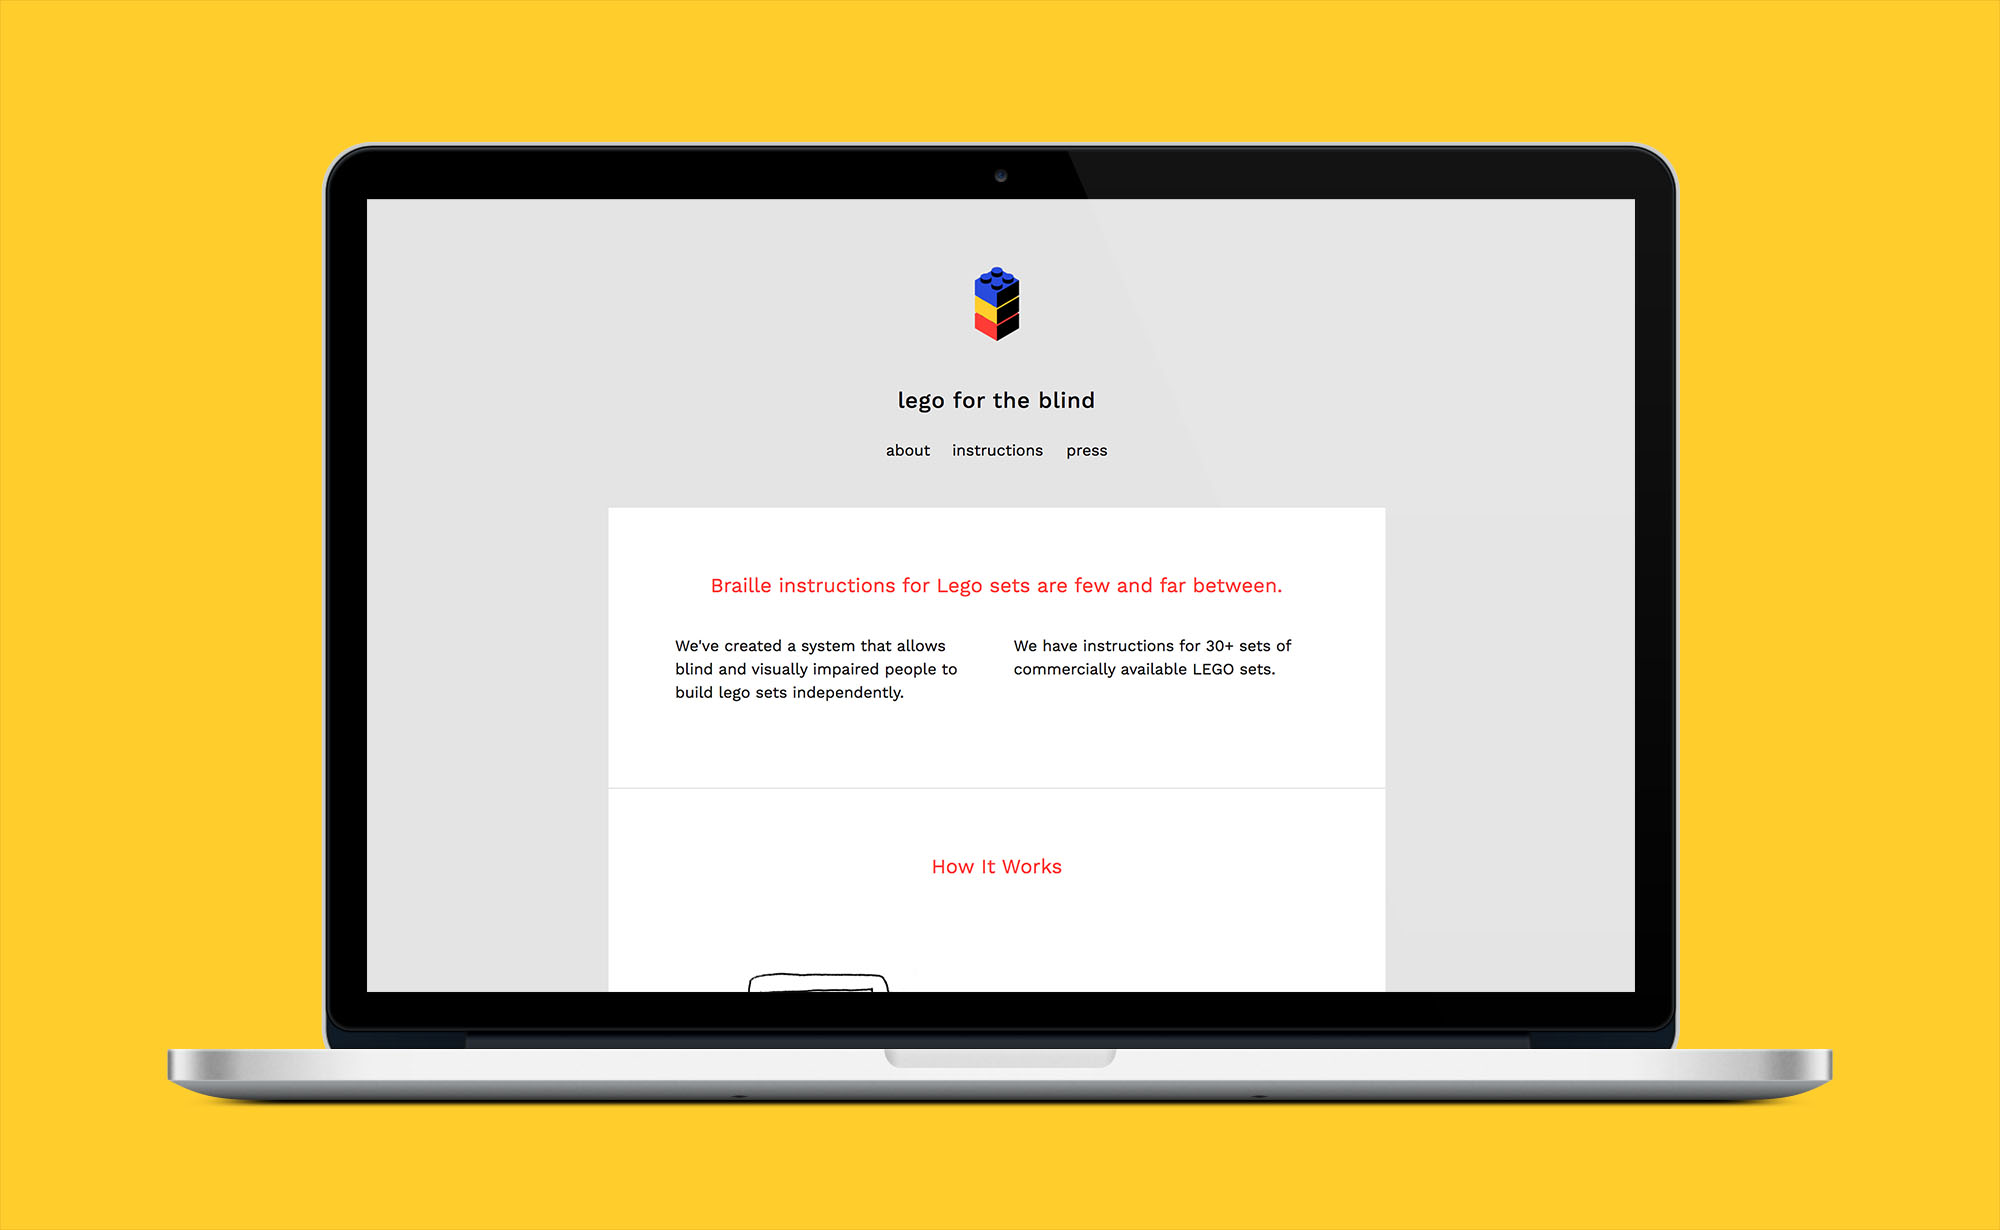 lego for the blind
about instructions press
Braille instructions for Lego sets are few and far between.
We've created a system that allows
blind and visually impaired people to
build lego sets independently.
We have instructions for 30+ sets of
commercially available LEGO sets.
How It Works